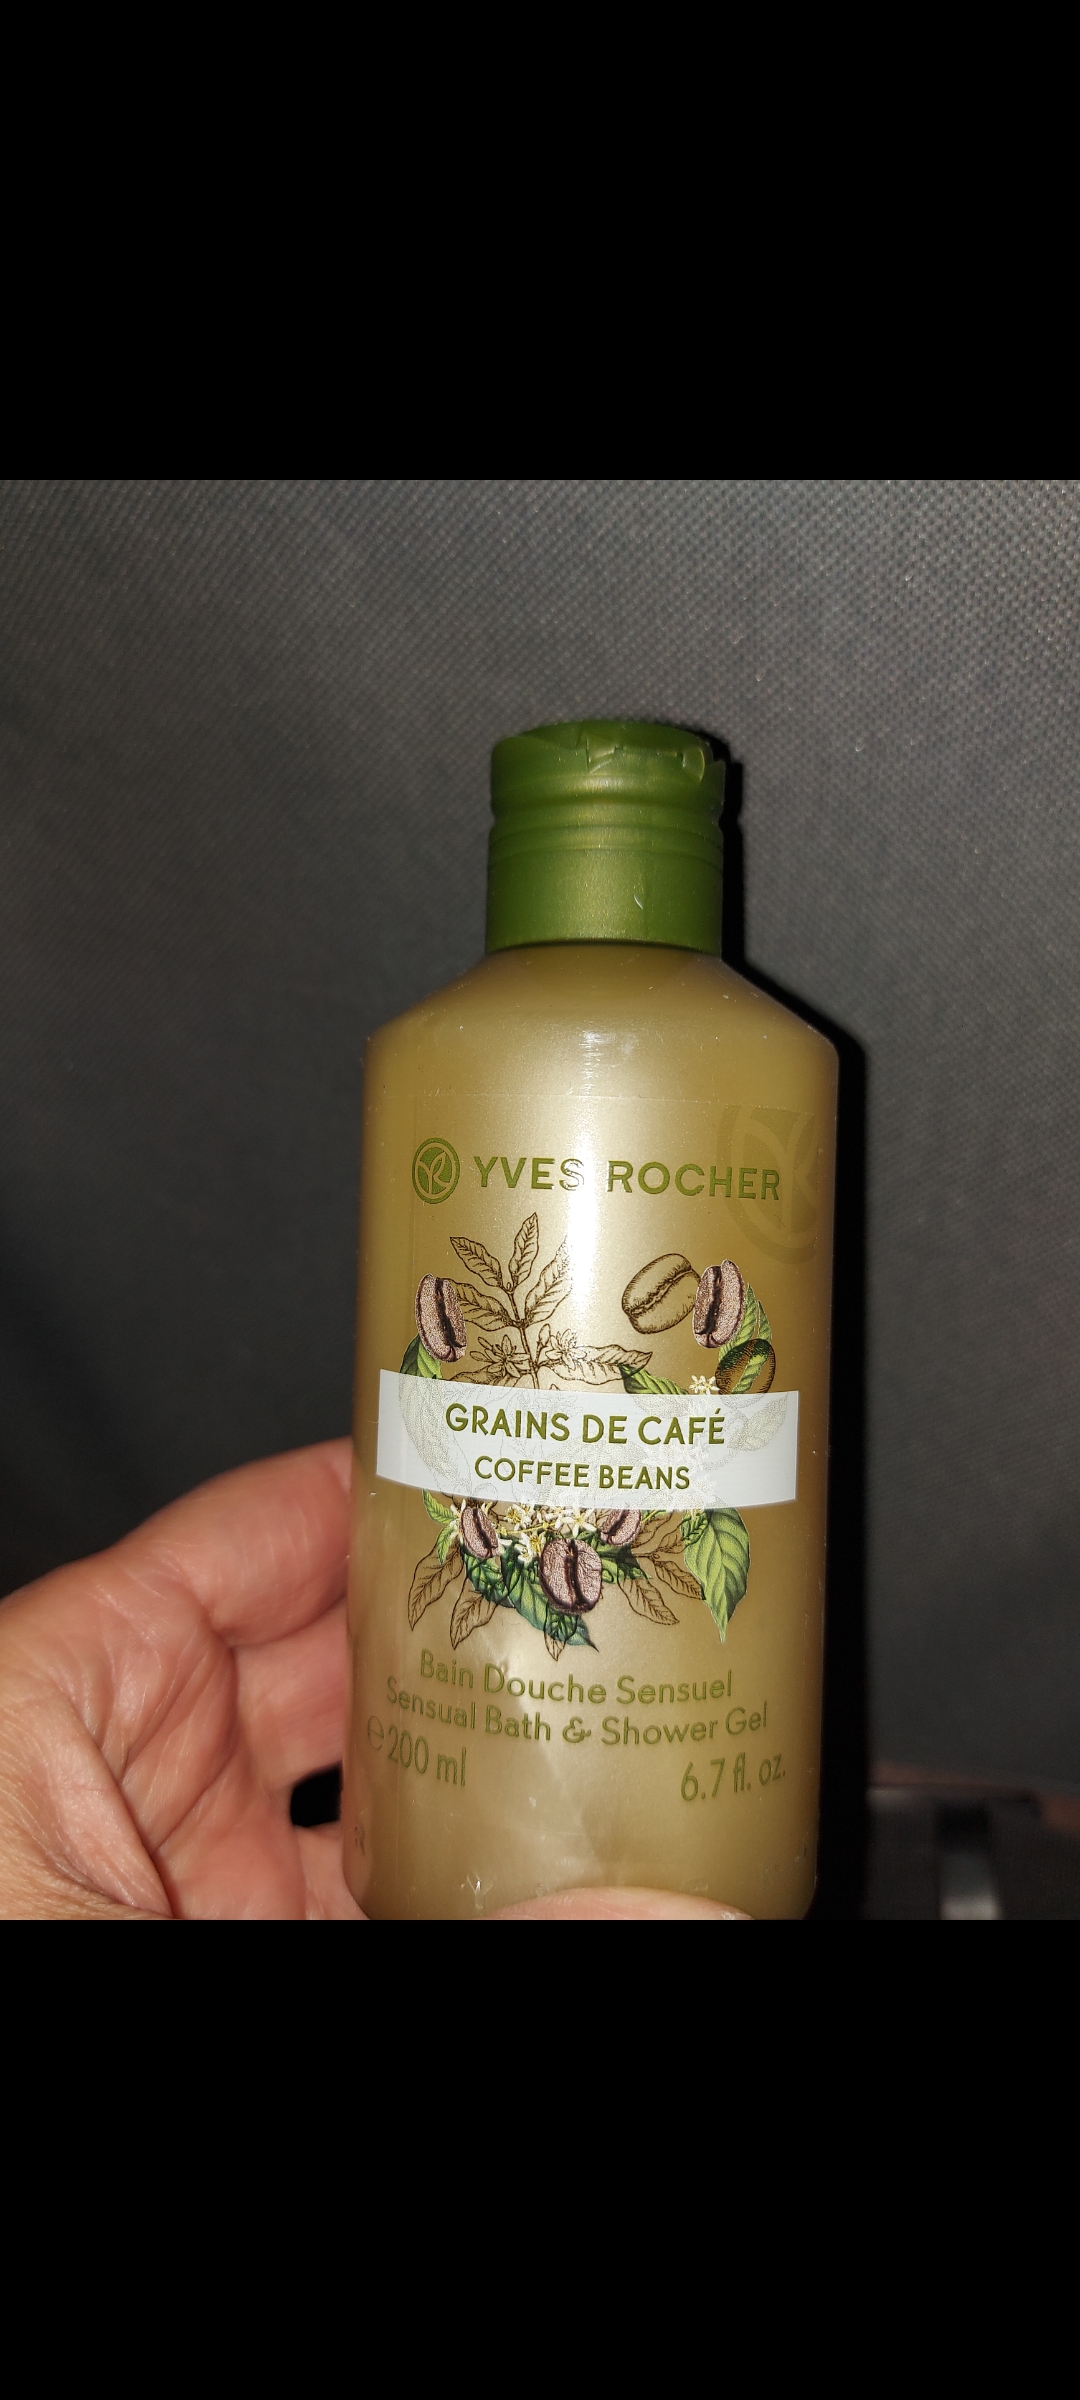 YVES ROCHER
GRAINS DE CAFÉ
COFFEE BEANS
Bain Douche Sensuel
Sensual Bath & Shower Gel
℮ 200 ml 6.7 fl. oz.